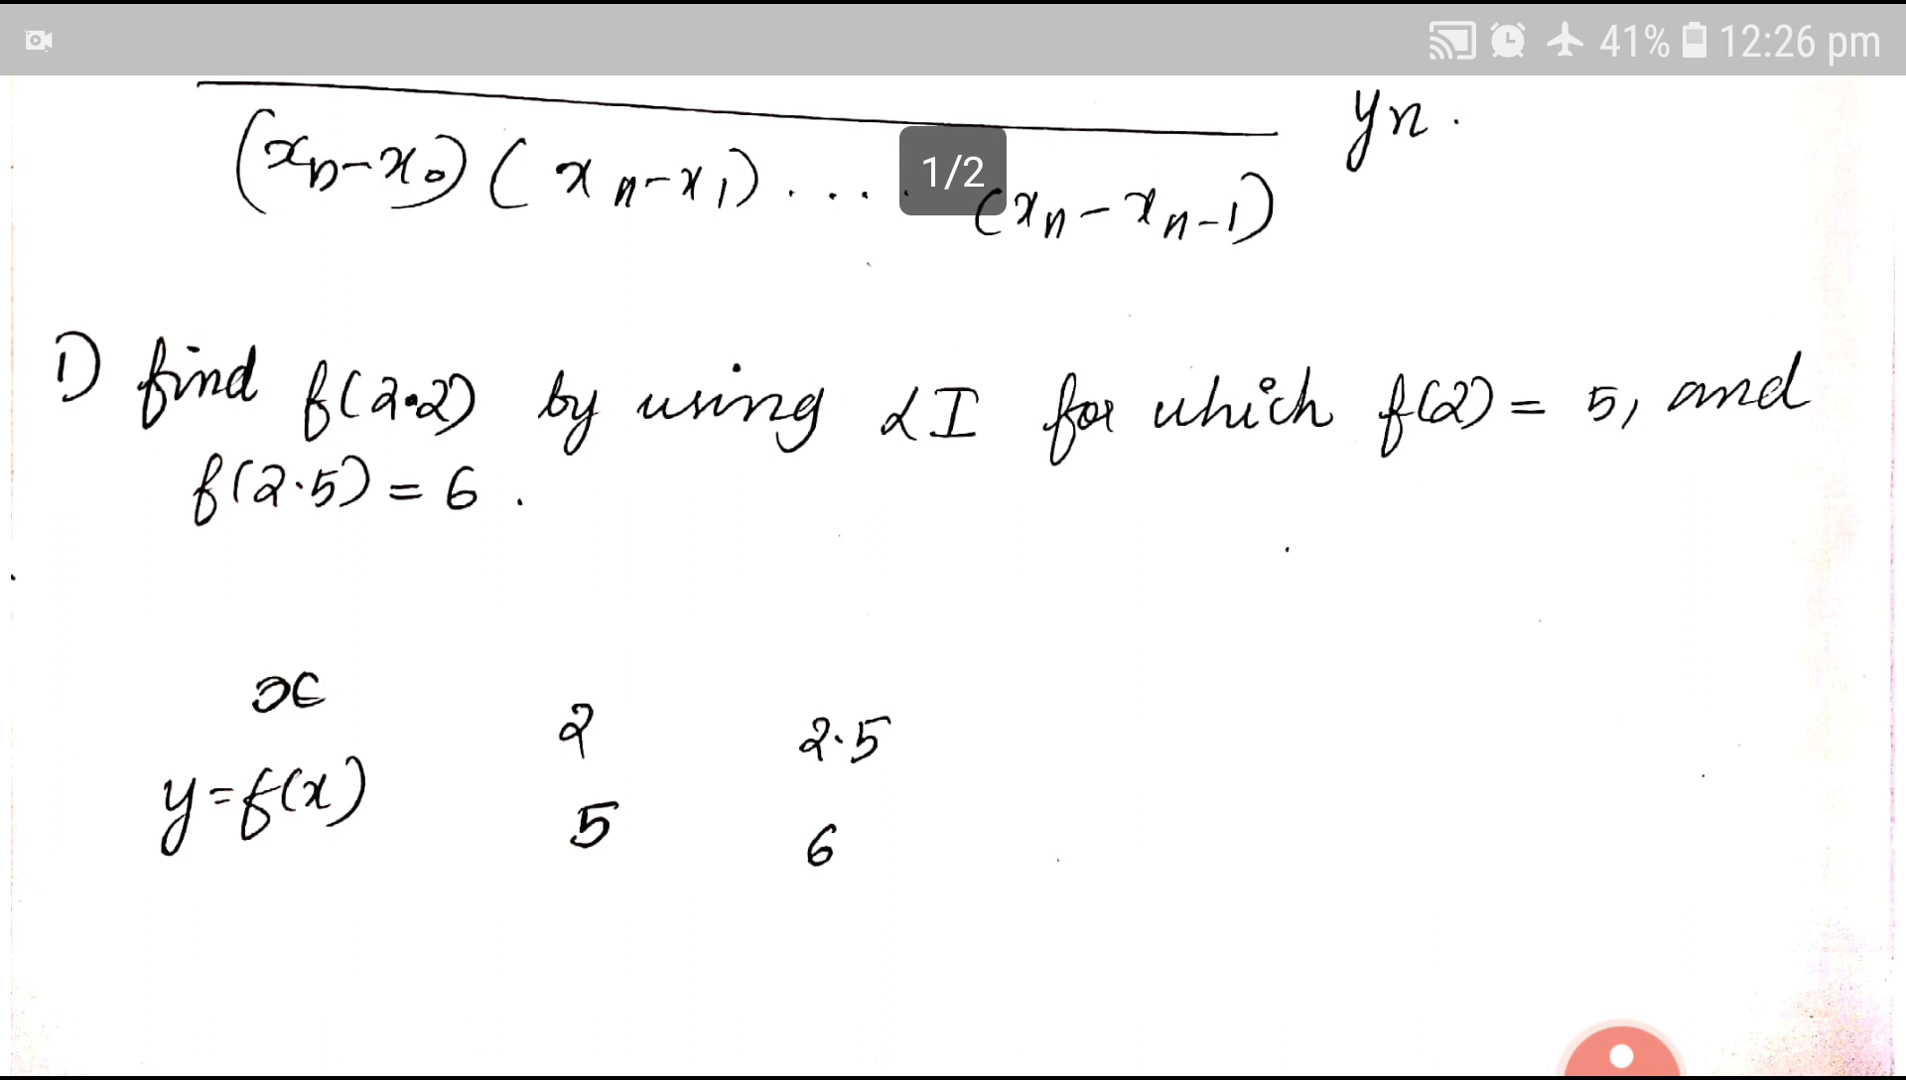 41% 12:26 pm
yn.
(xn-x0)(xn-x1).... (xn-xn-1)
1/2
1) find f(2.2) by using LI for which f(2) = 5, and
f(2.5) = 6.
x 2 2.5
y=f(x) 5 6